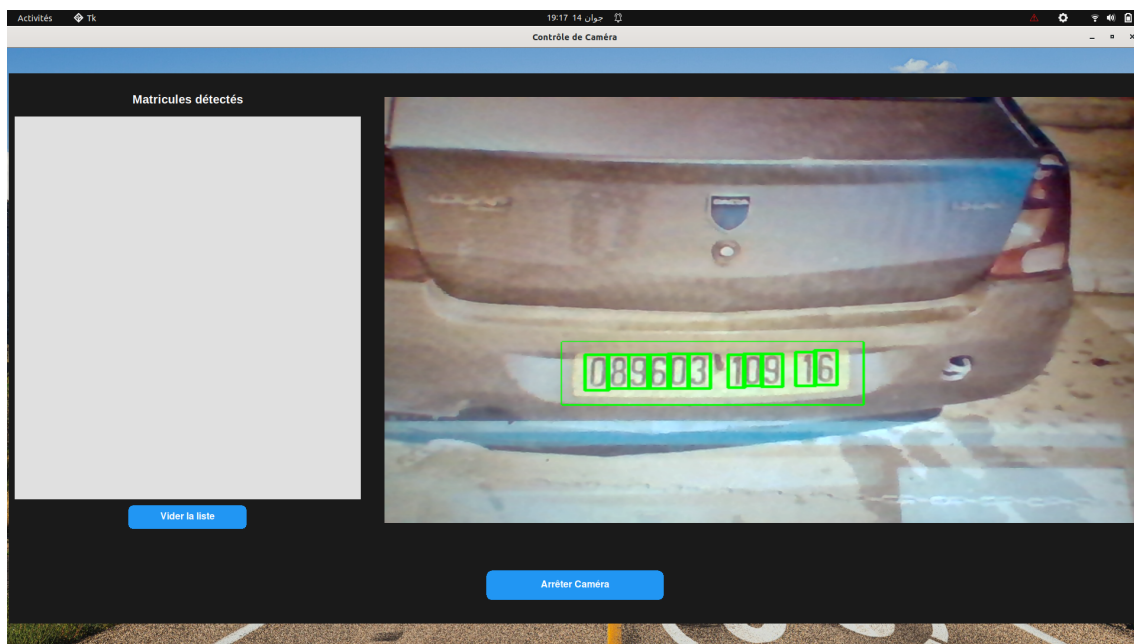 Activités Tk 19:17 14 جوان
Contrôle de Caméra
Matricules détectés
DACIA
089603 109 16
Vider la liste
Arrêter Caméra